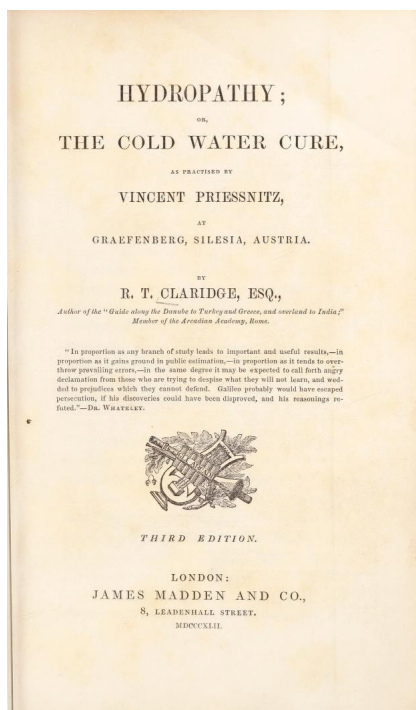 HYDROPATHY;
OR,
THE COLD WATER CURE,
AS PRACTISED BY
VINCENT PRIESSNITZ,
AT
GRAEFENBERG, SILESIA, AUSTRIA.
BY
R. T. CLARIDGE, ESQ.,
Author of the "Guide along the Danube to Turkey and Greece, and overland to India;"
Member of the Arcadian Academy, Rome.
"In proportion as any branch of study leads to important and useful results,—in
proportion as it gains ground in public estimation,—in proportion as it tends to over-
throw prevailing errors,—in the same degree it may be expected to call forth angry
declamation from those who are trying to despise what they will not learn, and wed-
ded to prejudices which they cannot defend. Galileo probably would have escaped
persecution, if his discoveries could have been disproved, and his reasonings re-
futed."—DR. WHATELEY.
THIRD EDITION.
LONDON:
JAMES MADDEN AND CO.,
8, LEADENHALL STREET.
MDCCCXLII.